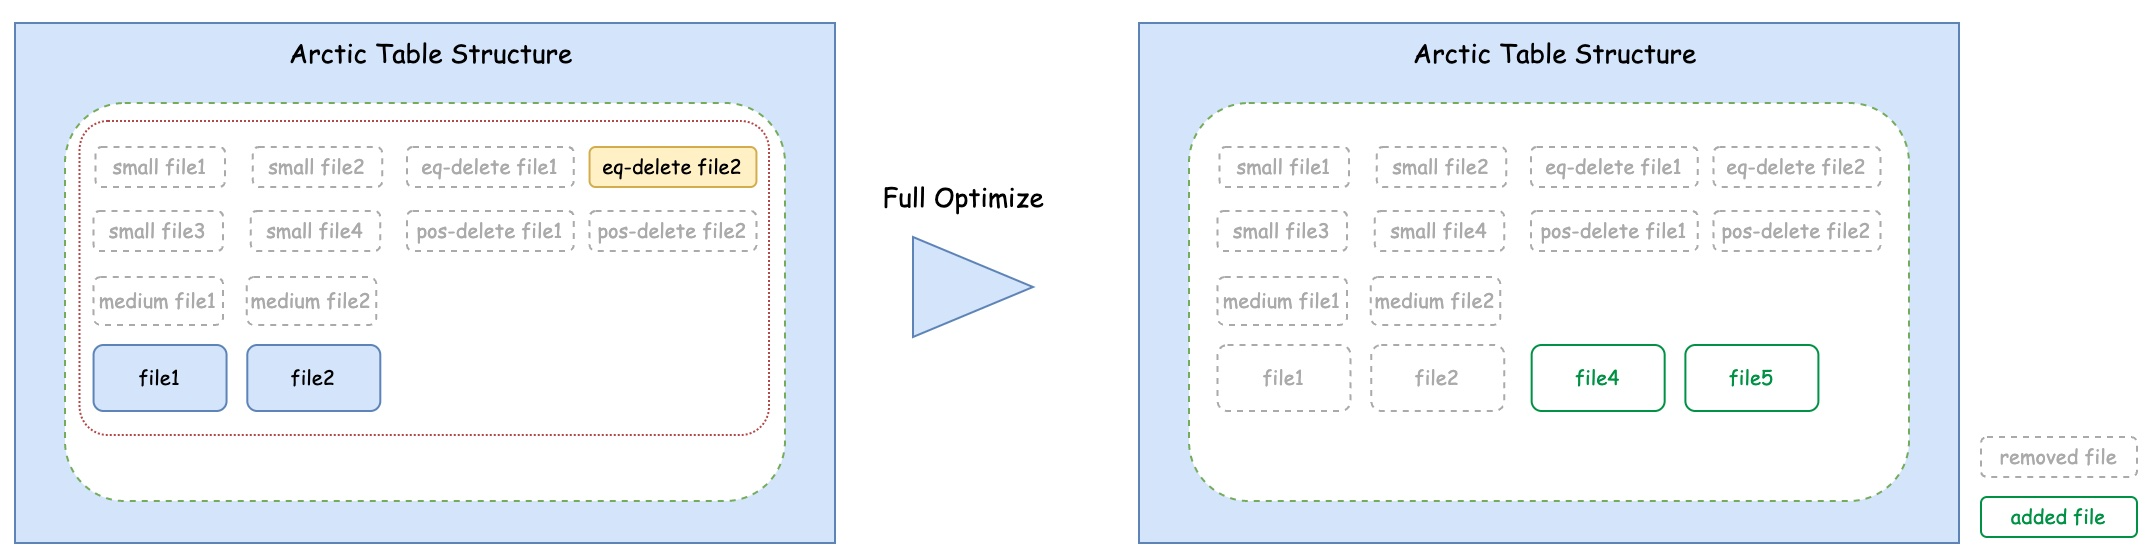 Arctic Table Structure
small file1
small file2
eq-delete file1
eq-delete file2
small file3
small file4
pos-delete file1
pos-delete file2
medium file1
medium file2
file1
file2
Full Optimize
Arctic Table Structure
small file1
small file2
eq-delete file1
eq-delete file2
small file3
small file4
pos-delete file1
pos-delete file2
medium file1
medium file2
file1
file2
file4
file5
removed file
added file